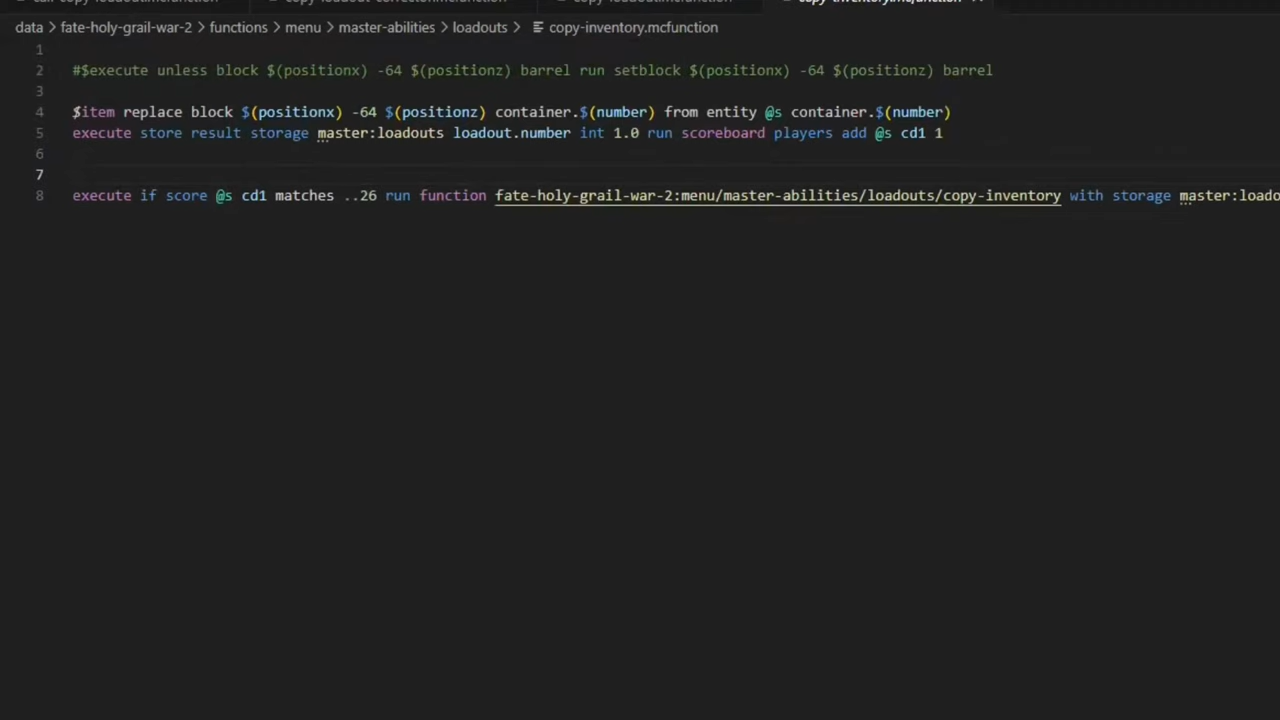 data > fate-holy-grail-war-2 > functions > menu > master-abilities > loadouts > copy-inventory.mcfunction
1
2 #$execute unless block $(positionx) -64 $(positionz) barrel run setblock $(positionx) -64 $(positionz) barrel
3
4 $item replace block $(positionx) -64 $(positionz) container.$(number) from entity @s container.$(number)
5 execute store result storage master:loadouts loadout.number int 1.0 run scoreboard players add @s cd1 1
6
7
8 execute if score @s cd1 matches ..26 run function fate-holy-grail-war-2:menu/master-abilities/loadouts/copy-inventory with storage master:loado